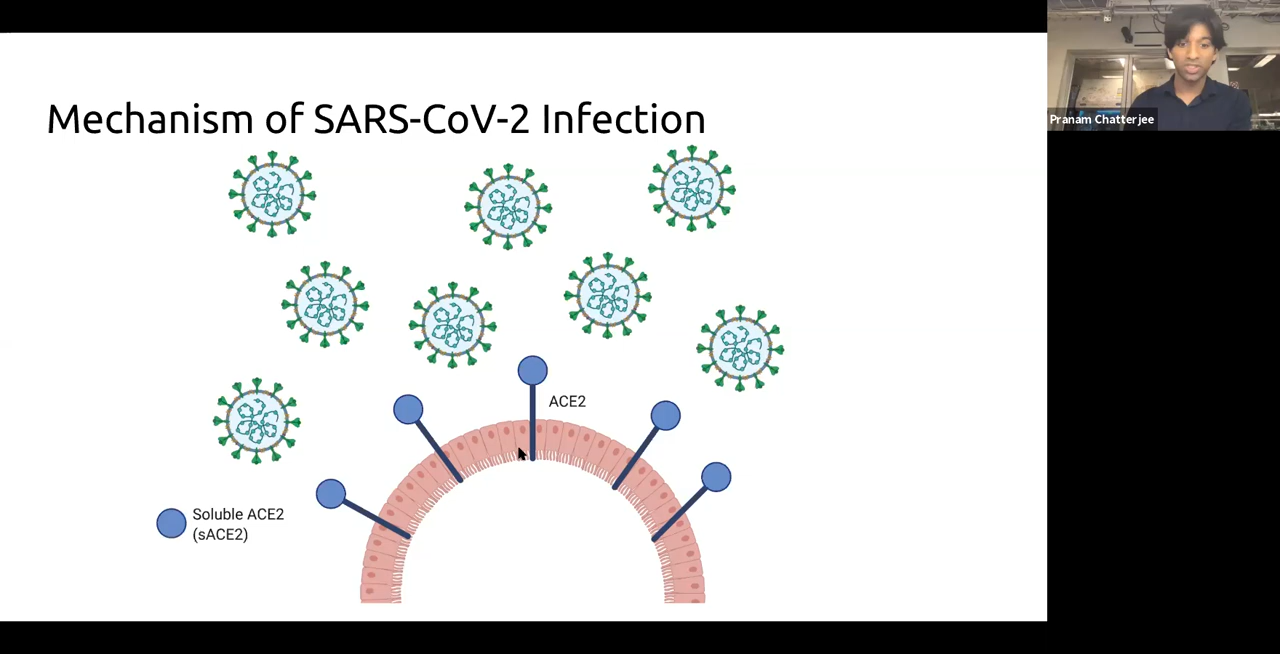 Mechanism of SARS-CoV-2 Infection
Pranam Chatterjee
ACE2
Soluble ACE2
(sACE2)